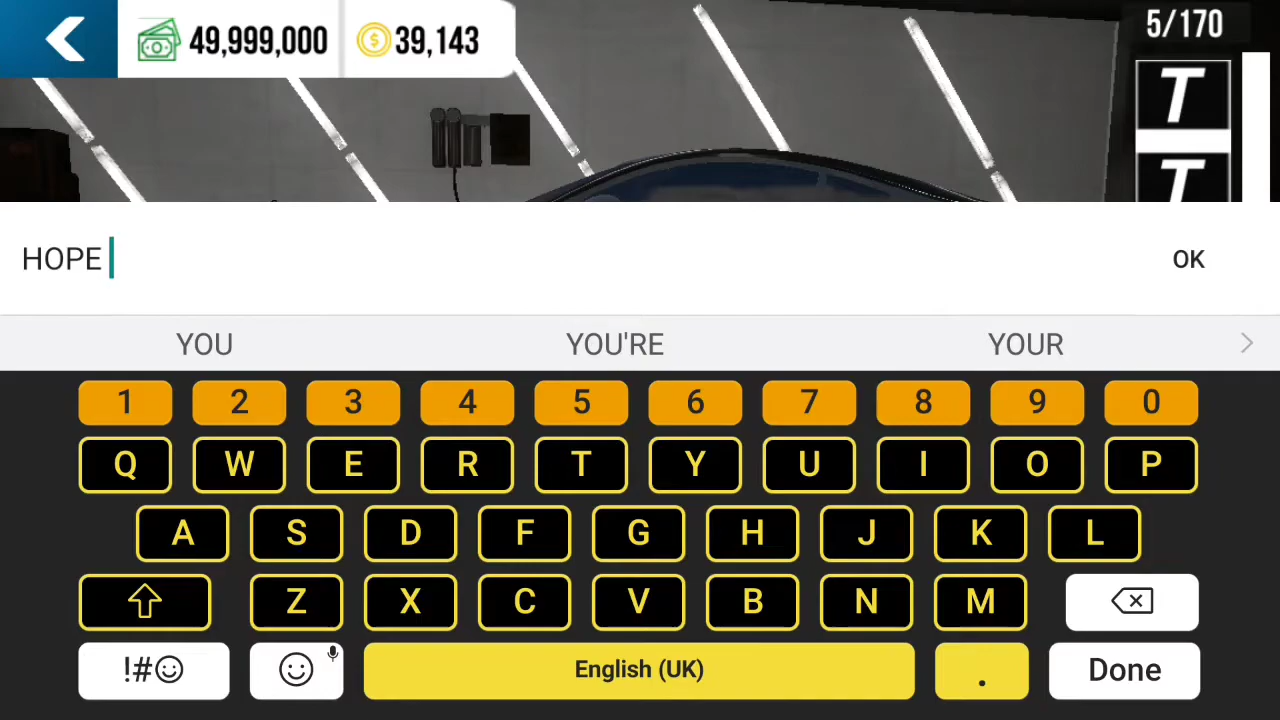 49,999,000 39,143 5/170
T
T
HOPE OK
YOU YOU'RE YOUR
1 2 3 4 5 6 7 8 9 0
Q W E R T Y U I O P
A S D F G H J K L
Z X C V B N M
!#☺ English (UK) . Done